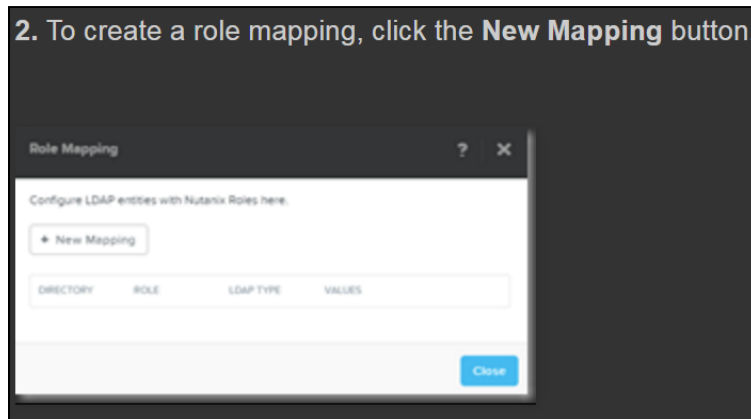 2. To create a role mapping, click the New Mapping button
Role Mapping ? ×
Configure LDAP entities with Nutanix Roles here.
+ New Mapping
DIRECTORY ROLE LDAP TYPE VALUES
Close